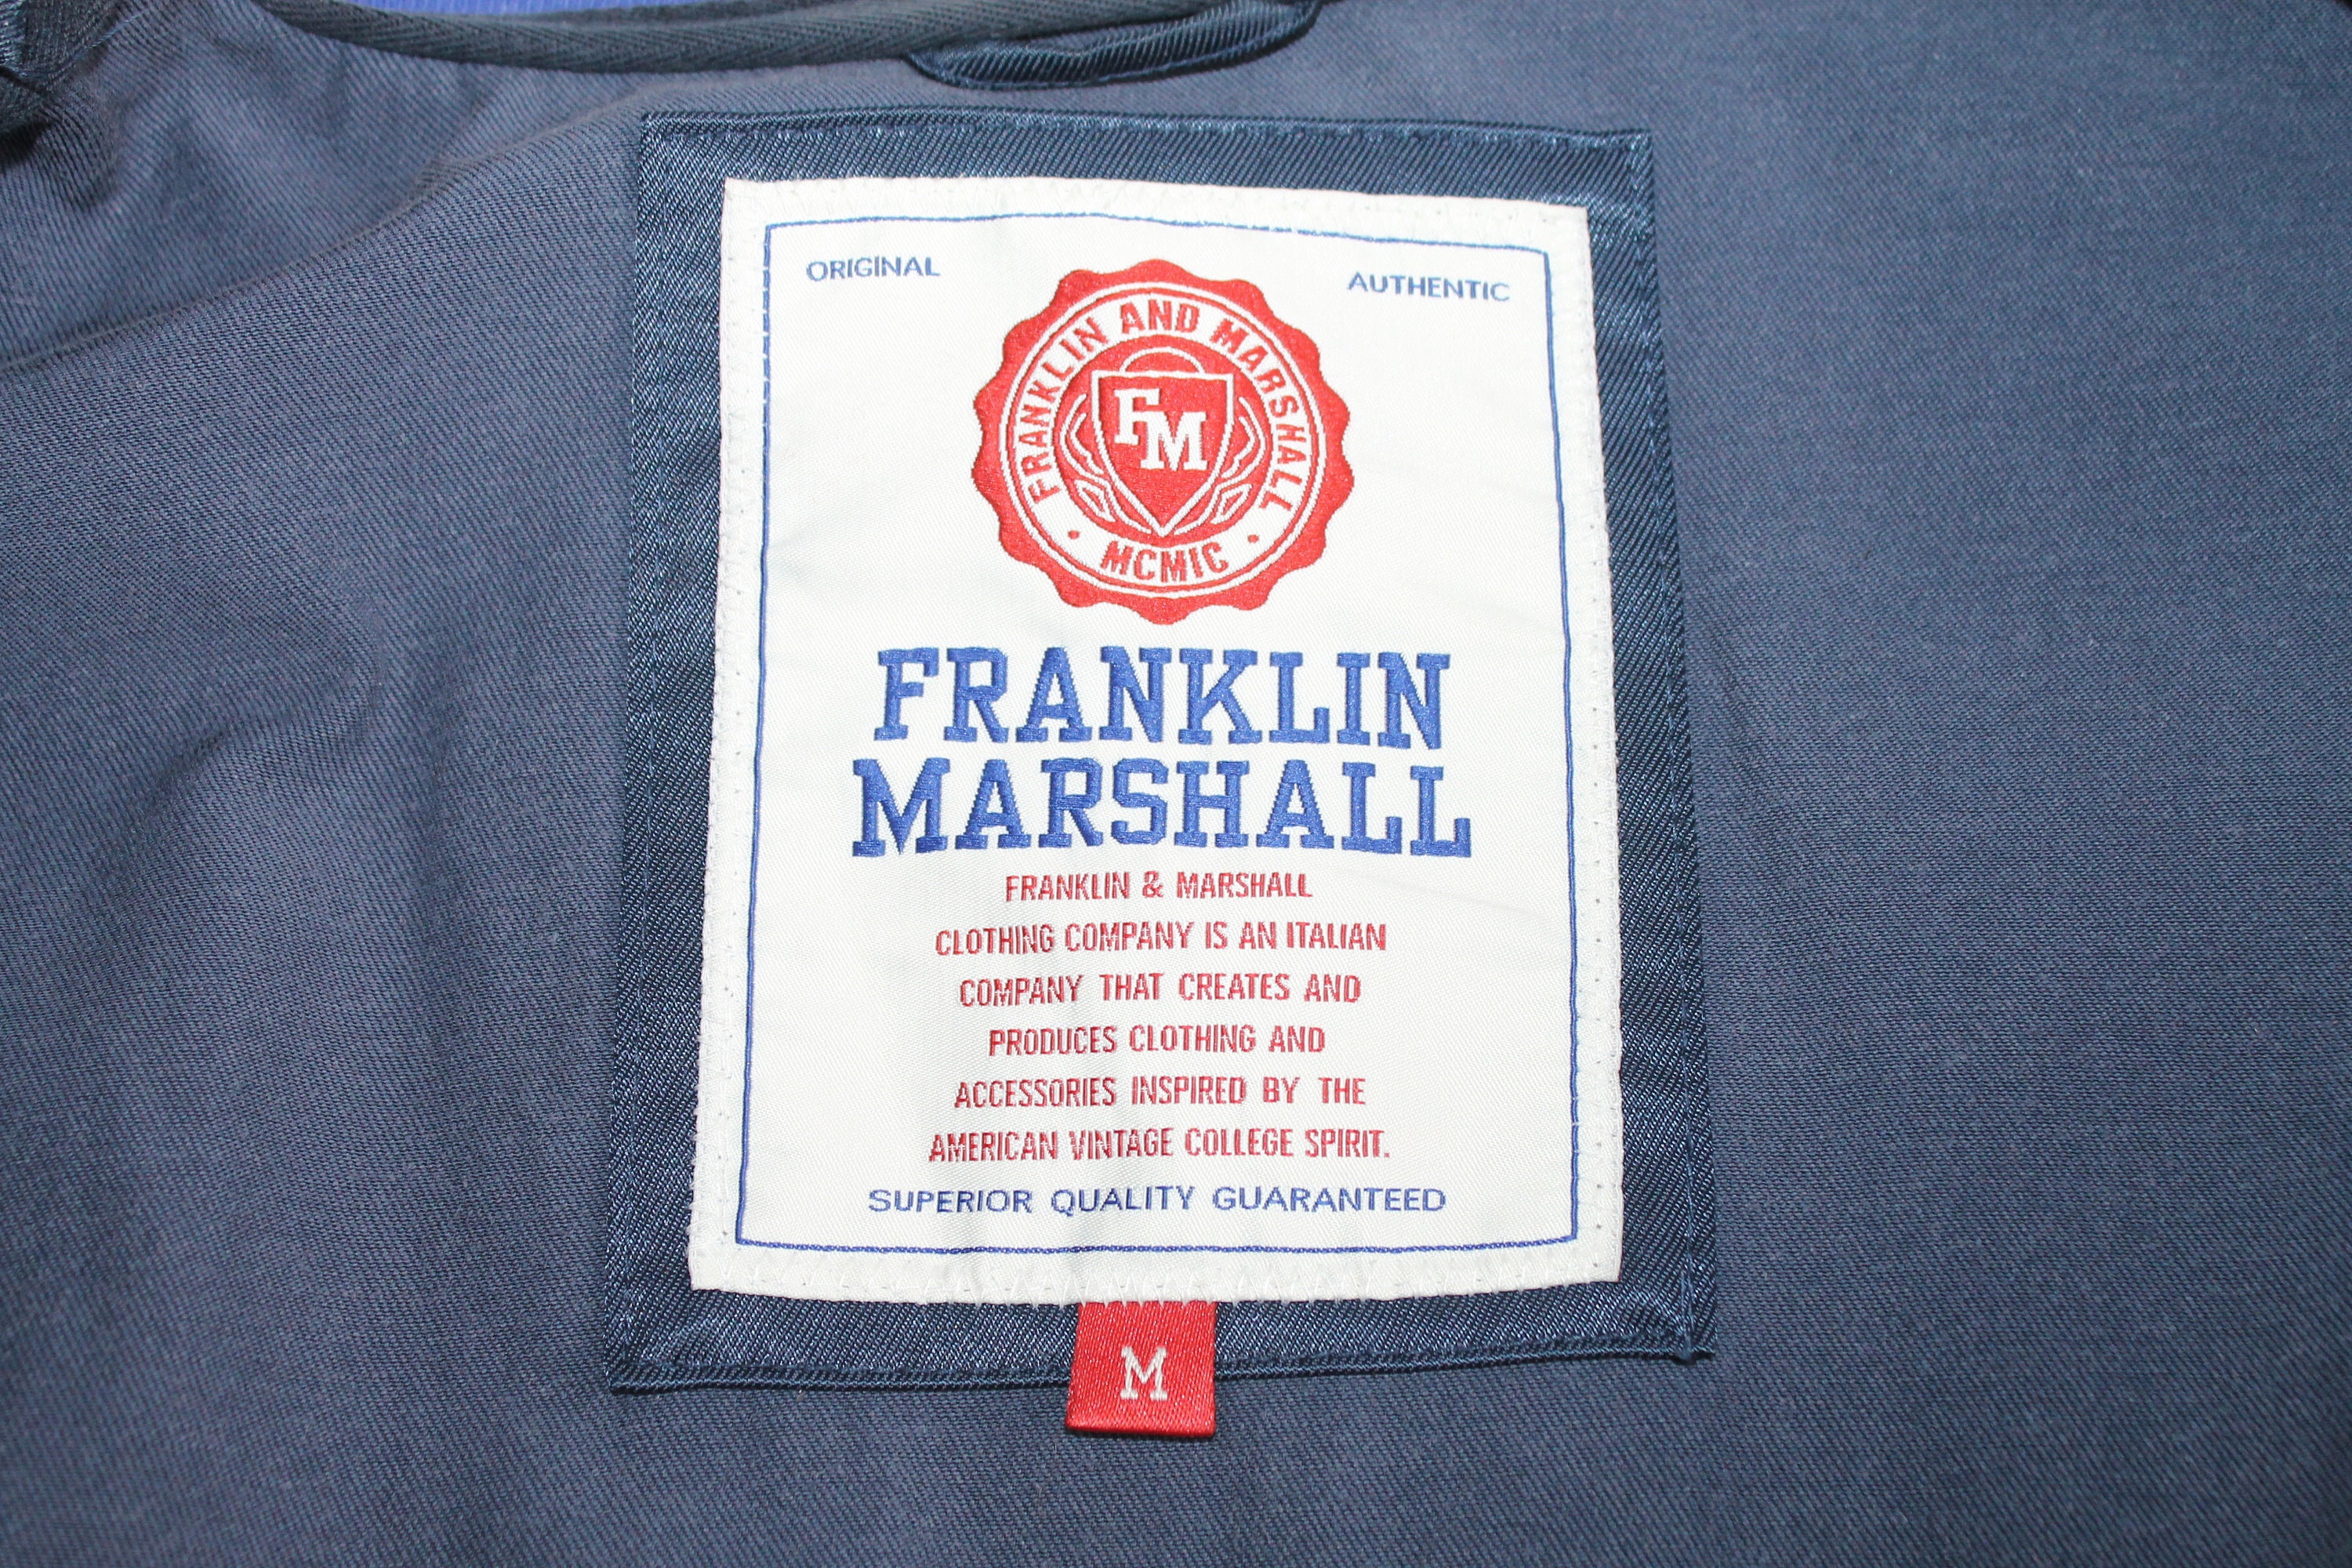 ORIGINAL
AUTHENTIC
FRANKLIN AND MARSHALL
FM
• MCMIC •
FRANKLIN
MARSHALL
FRANKLIN & MARSHALL
CLOTHING COMPANY IS AN ITALIAN
COMPANY THAT CREATES AND
PRODUCES CLOTHING AND
ACCESSORIES INSPIRED BY THE
AMERICAN VINTAGE COLLEGE SPIRIT.
SUPERIOR QUALITY GUARANTEED
M